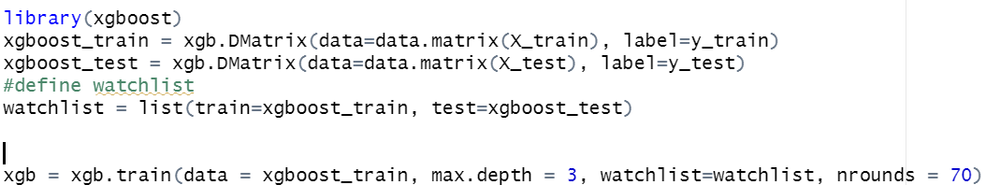 library(xgboost)
xgboost_train = xgb.DMatrix(data=data.matrix(X_train), label=y_train)
xgboost_test = xgb.DMatrix(data=data.matrix(X_test), label=y_test)
#define watchlist
watchlist = list(train=xgboost_train, test=xgboost_test)
xgb = xgb.train(data = xgboost_train, max.depth = 3, watchlist=watchlist, nrounds = 70)